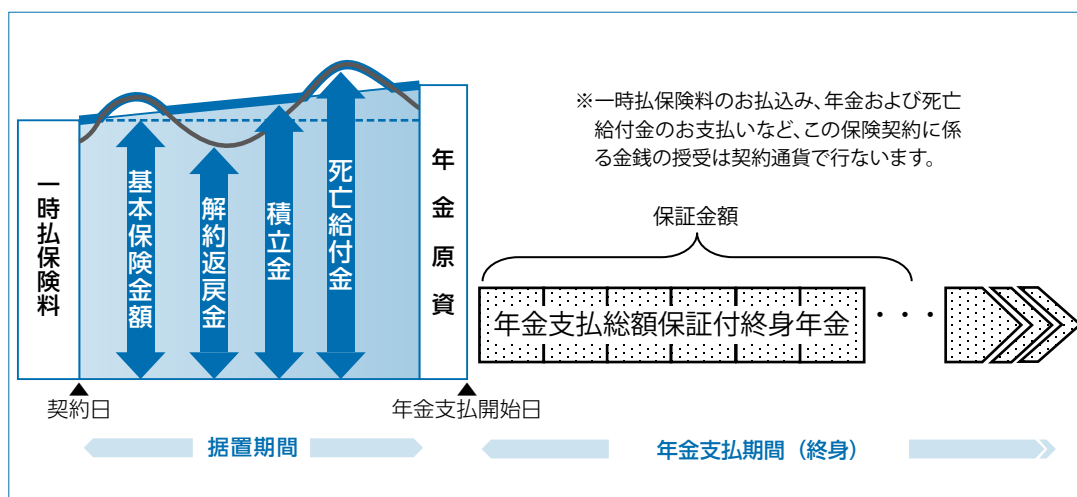 一時払保険料
基本保険金額
解約返戻金
積立金
死亡給付金
年金原資
※一時払保険料のお払込み、年金および死亡
給付金のお支払いなど、この保険契約に係
る金銭の授受は契約通貨で行ないます。
保証金額
年金支払総額保証付終身年金
・・・
契約日
年金支払開始日
据置期間
年金支払期間（終身）